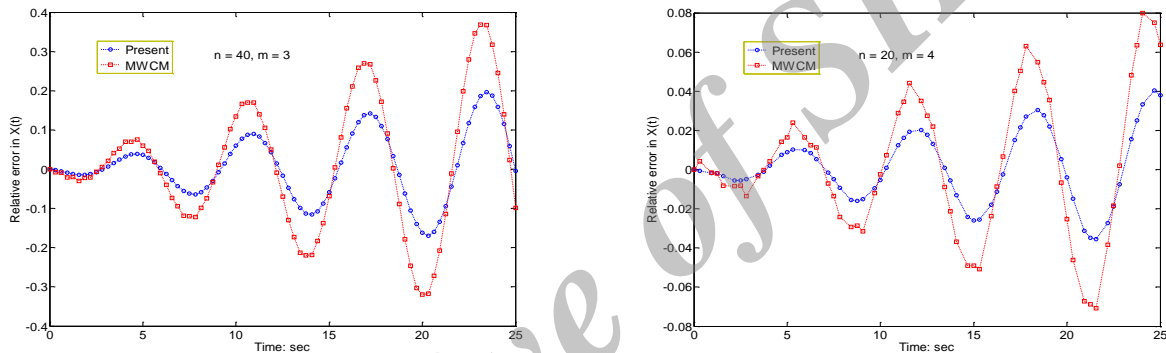 0.4
0.3
0.2
0.1
0
-0.1
-0.2
-0.3
-0.4
Relative error in X(t)
Present
MWCM
n = 40, m = 3
0 5 10 15 20 25
Time: sec
0.08
0.06
0.04
0.02
0
-0.02
-0.04
-0.06
-0.08
Relative error in X(t)
Present
MWCM
n = 20, m = 4
0 5 10 15 20 25
Time: sec
of